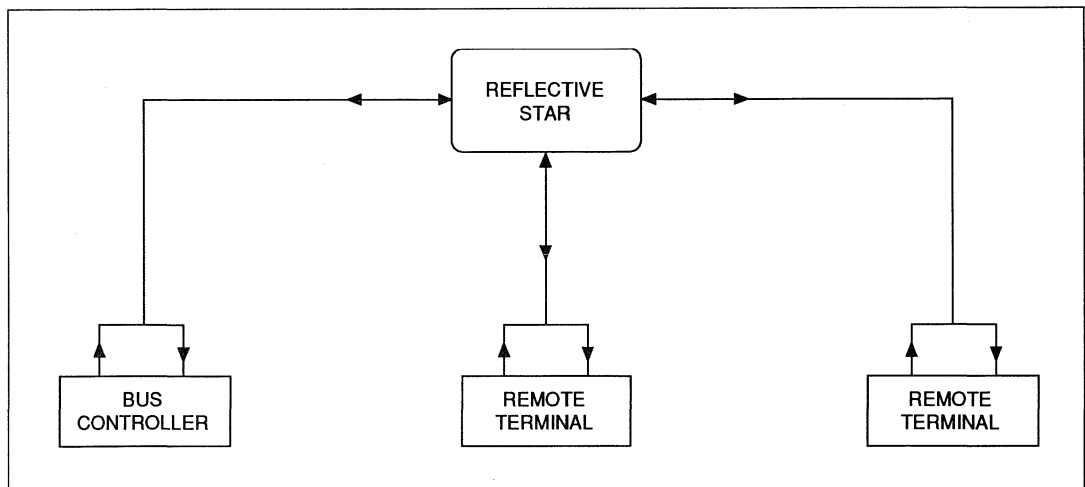 REFLECTIVE
STAR
BUS
CONTROLLER
REMOTE
TERMINAL
REMOTE
TERMINAL